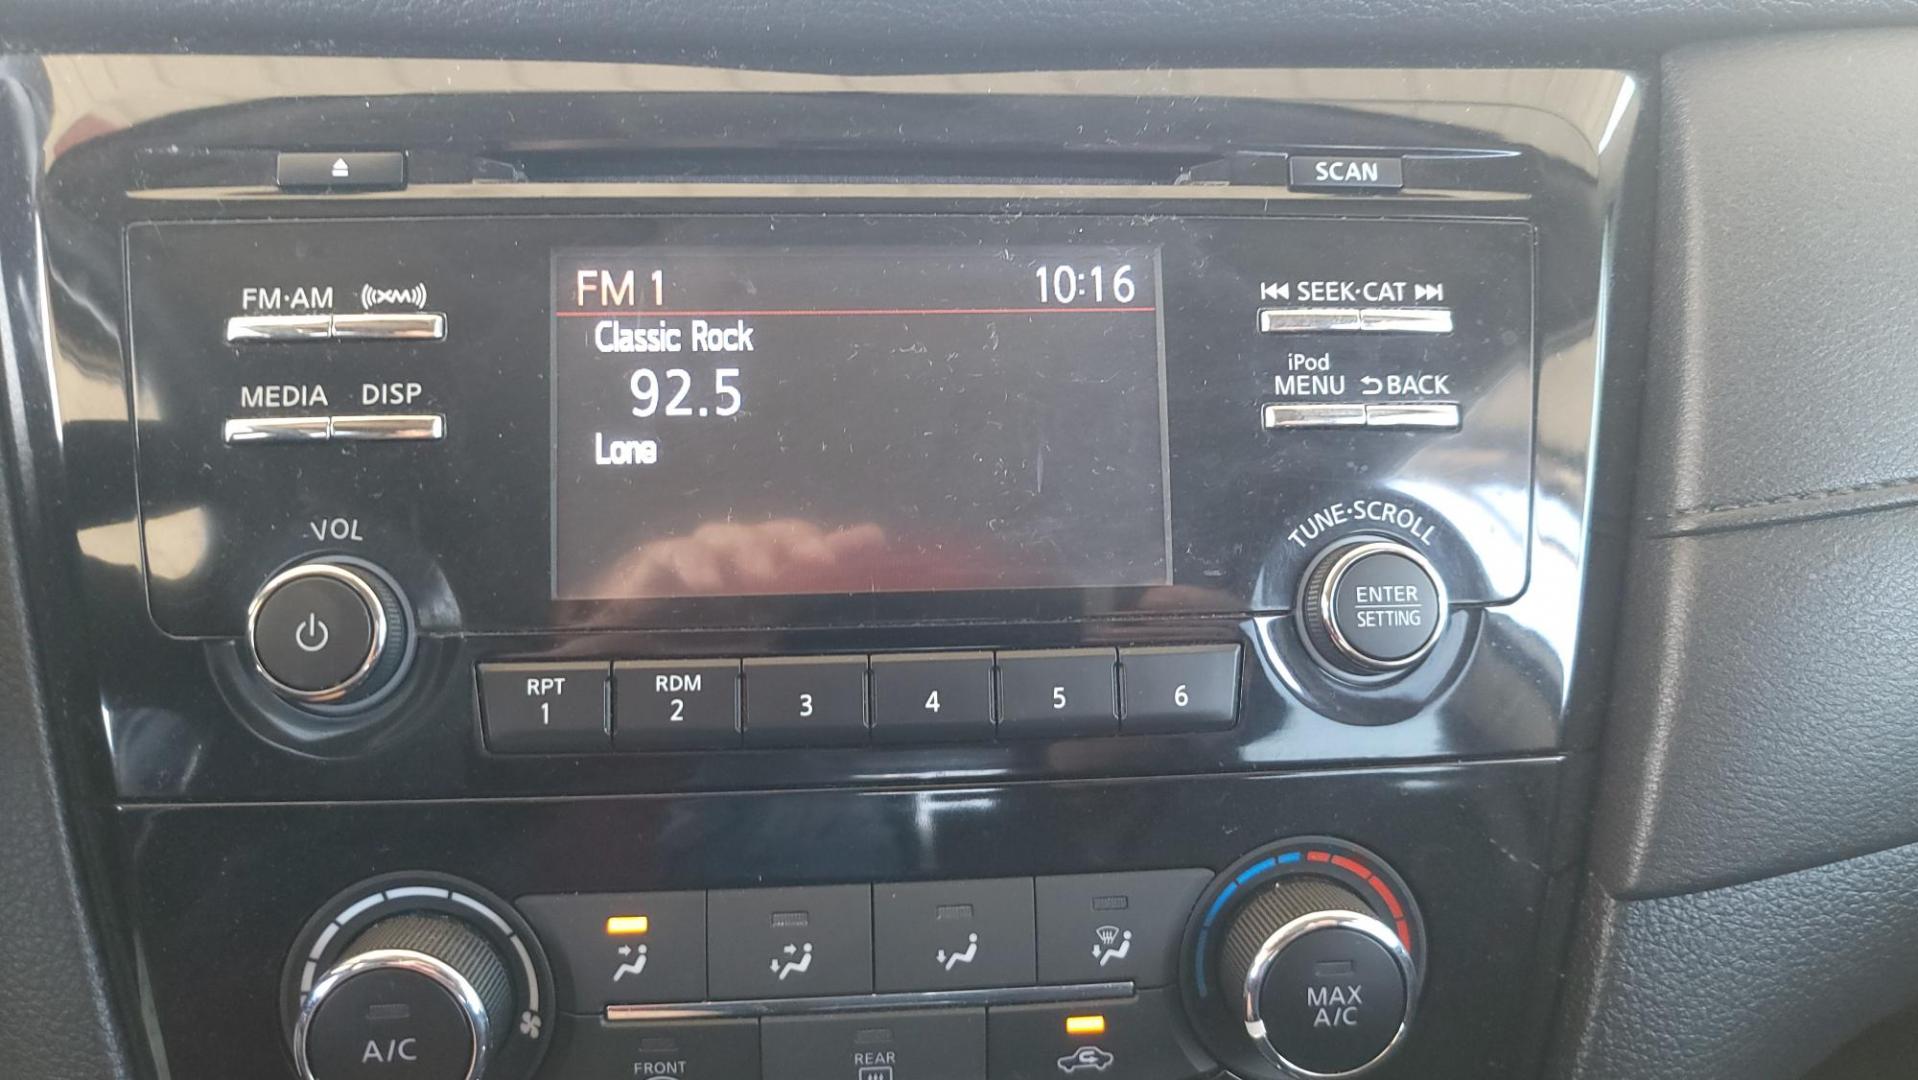 SCAN
FM·AM
XM
FM 1
10:16
SEEK·CAT
Classic Rock
iPod
MEDIA
DISP
92.5
MENU
BACK
Lone
VOL
TUNE·SCROLL
ENTER
SETTING
RPT
1
RDM
2
3
4
5
6
MAX
A/C
A/C
FRONT
REAR